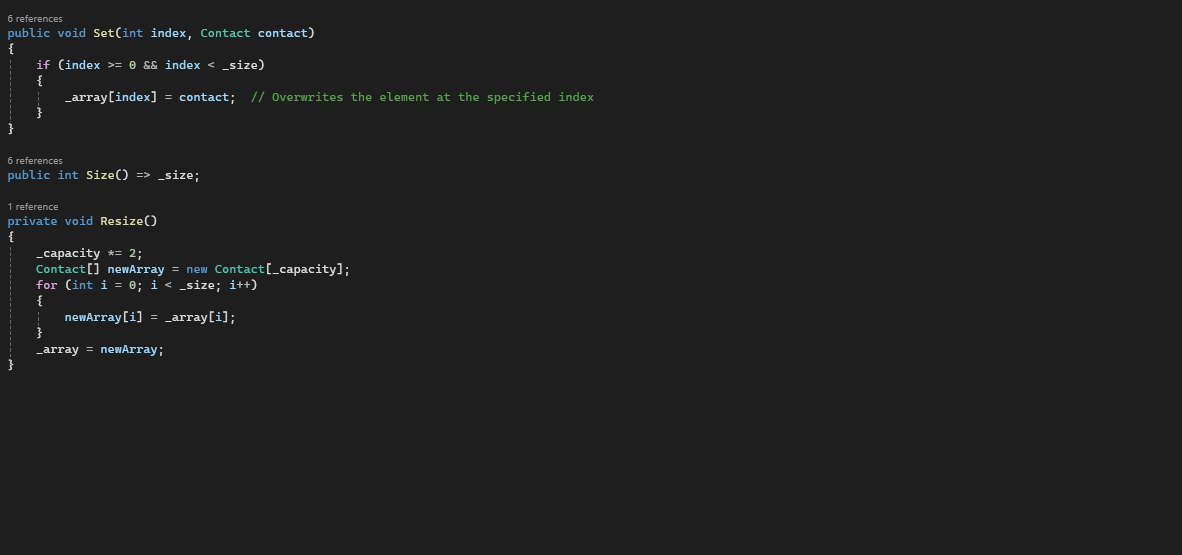 6 references
public void Set(int index, Contact contact)
{
    if (index >= 0 && index < _size)
    {
        _array[index] = contact;  // Overwrites the element at the specified index
    }
}
6 references
public int Size() => _size;
1 reference
private void Resize()
{
    _capacity *= 2;
    Contact[] newArray = new Contact[_capacity];
    for (int i = 0; i < _size; i++)
    {
        newArray[i] = _array[i];
    }
    _array = newArray;
}